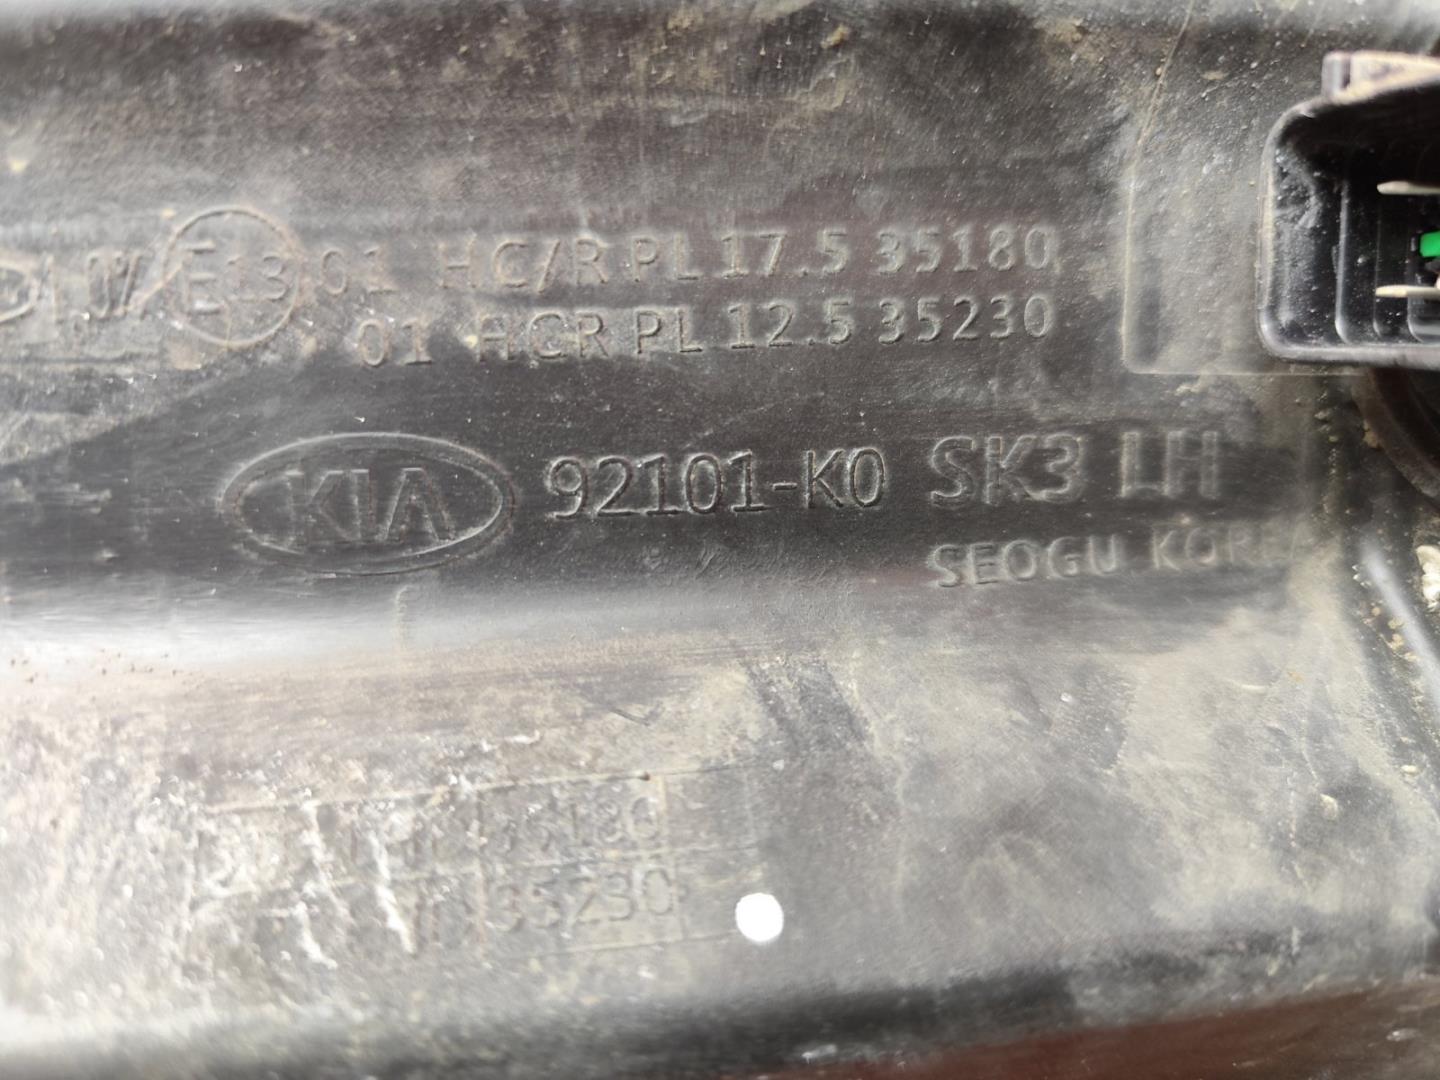 E13 01 HC/R PL 17.5 35180
01 HCR PL 12.5 35230
KIA 92101-K0 SK3 LH
SEOGU KOREA
35180
35230